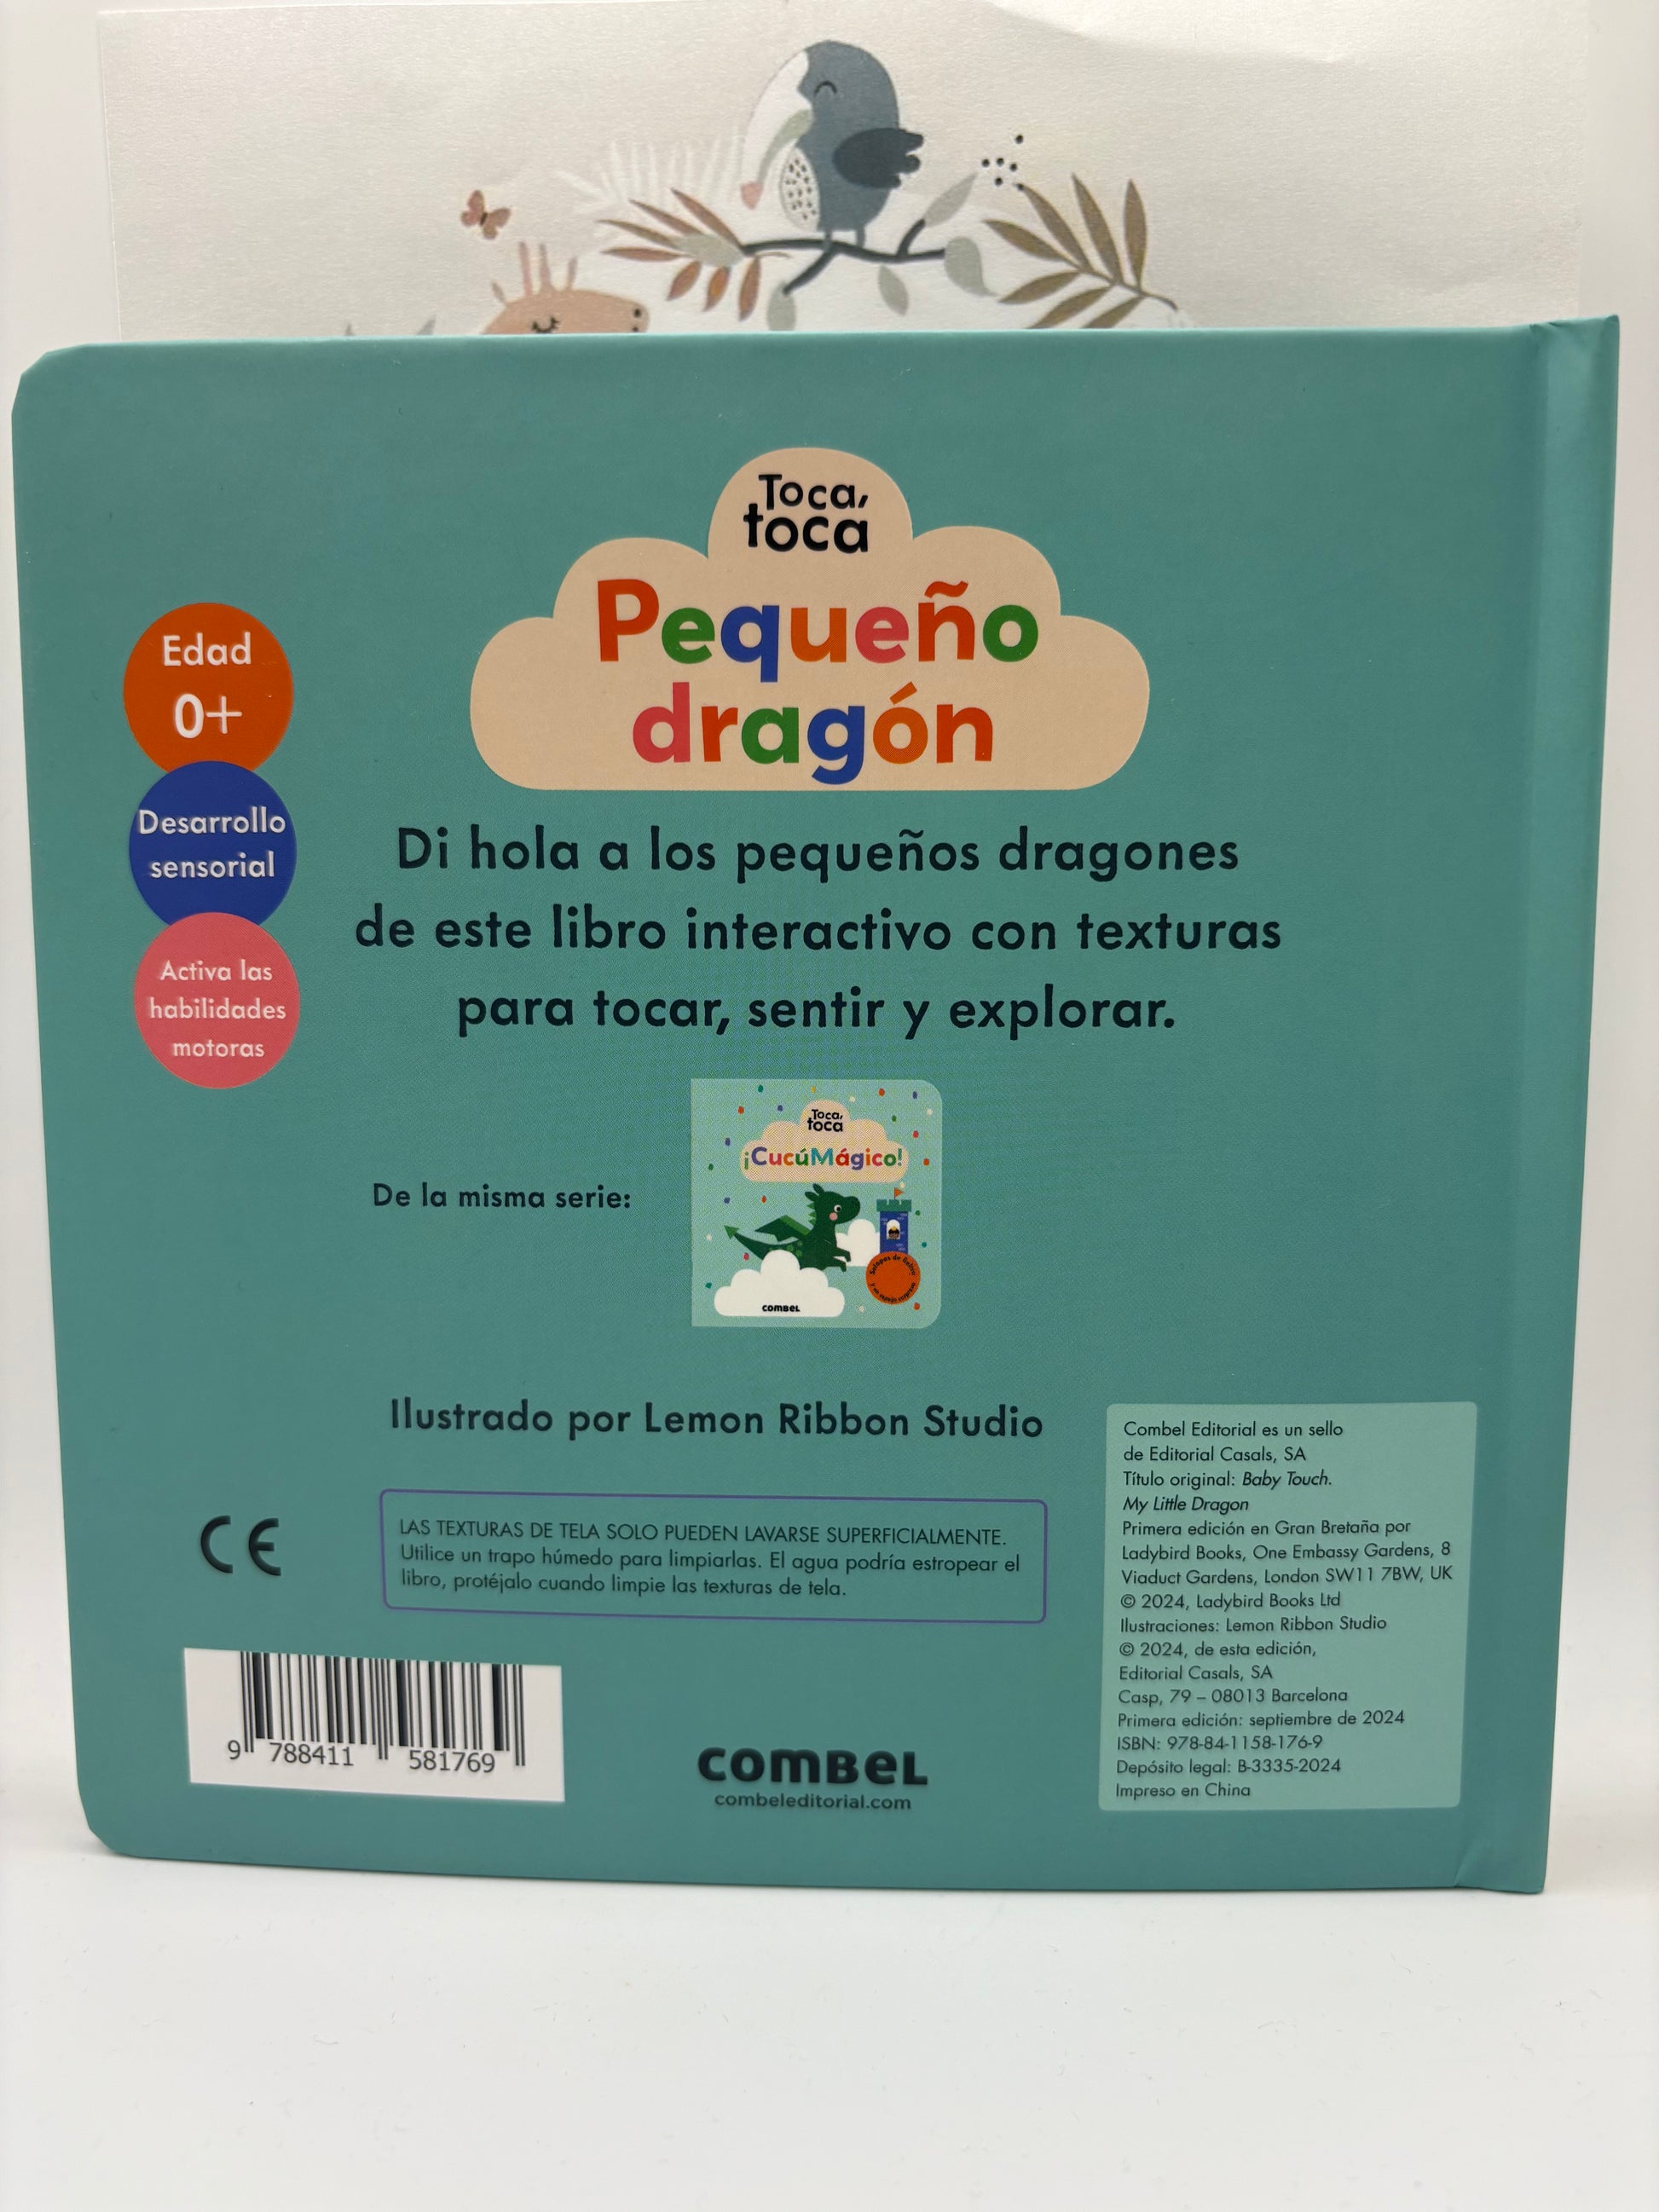 Toca,
toca
Pequeño
dragón
Edad
0+
Desarrollo
sensorial
Activa las
habilidades
motoras
Di hola a los pequeños dragones
de este libro interactivo con texturas
para tocar, sentir y explorar.
De la misma serie:
Toca,
toca
¡CucúMágico!
COMBEL
Ilustrado por Lemon Ribbon Studio
CE
LAS TEXTURAS DE TELA SOLO PUEDEN LAVARSE SUPERFICIALMENTE.
Utilice un trapo húmedo para limpiarlas. El agua podría estropear el
libro, protéjalo cuando limpie las texturas de tela.
9 788411 581769
COMBEL
combeleditorial.com
Combel Editorial es un sello
de Editorial Casals, SA
Título original: Baby Touch.
My Little Dragon
Primera edición en Gran Bretaña por
Ladybird Books, One Embassy Gardens, 8
Viaduct Gardens, London SW11 7BW, UK
© 2024, Ladybird Books Ltd
Ilustraciones: Lemon Ribbon Studio
© 2024, de esta edición,
Editorial Casals, SA
Casp, 79 – 08013 Barcelona
Primera edición: septiembre de 2024
ISBN: 978-84-1158-176-9
Depósito legal: B-3335-2024
Impreso en China